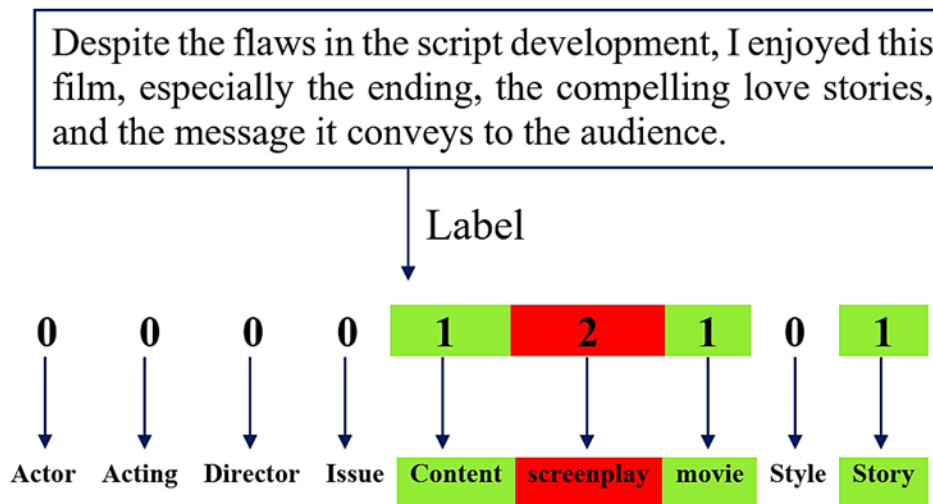 Despite the flaws in the script development, I enjoyed this
film, especially the ending, the compelling love stories,
and the message it conveys to the audience.
Label
0 0 0 0 1 2 1 0 1
Actor Acting Director Issue Content screenplay movie Style Story